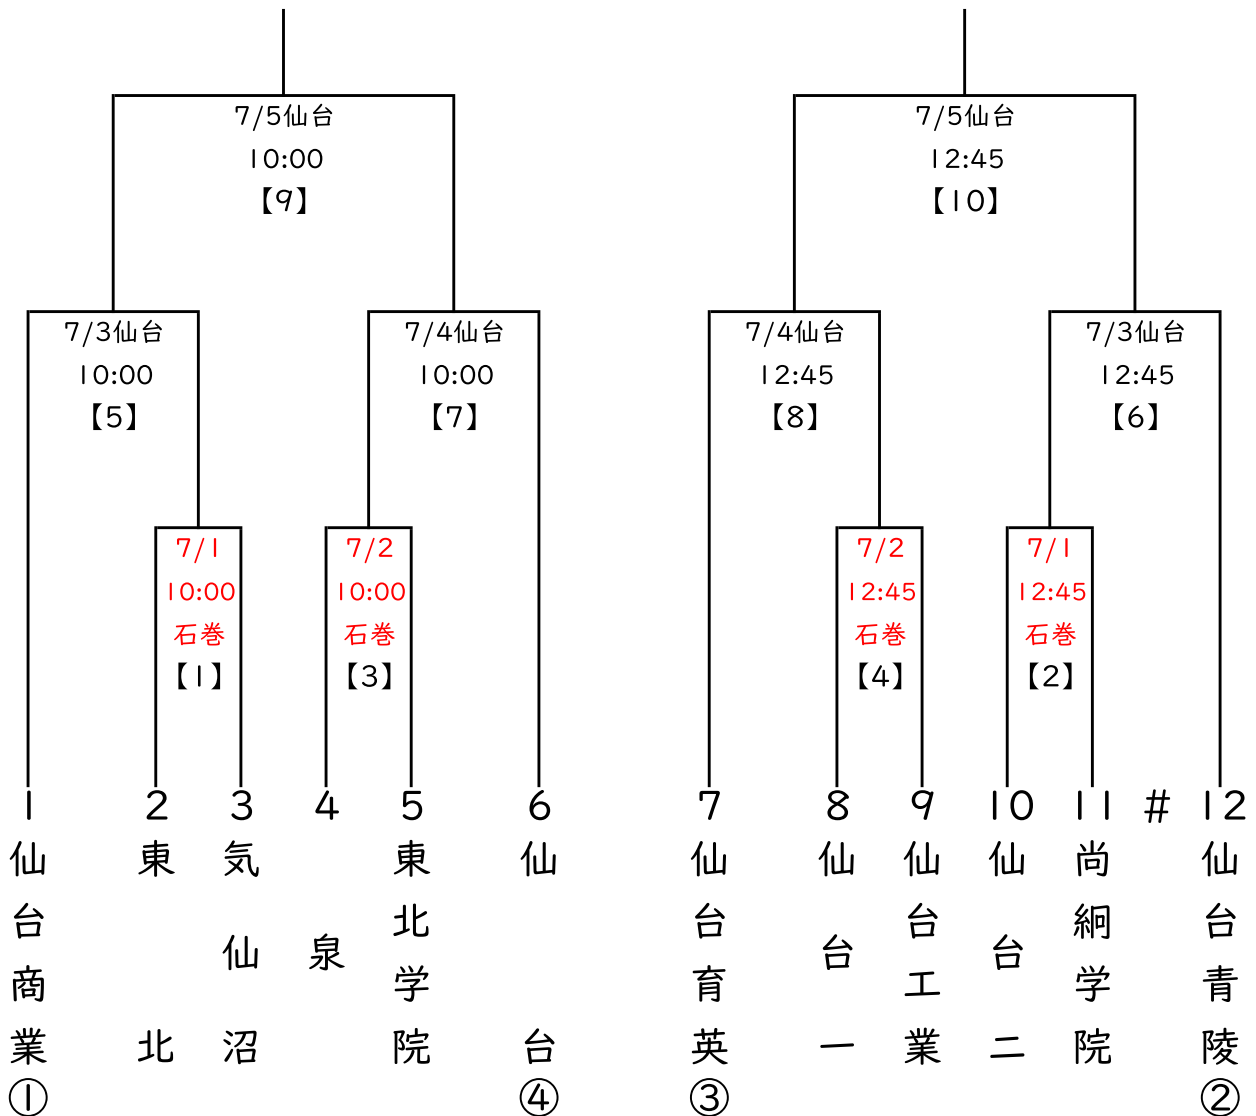 7/5仙台
10:00
【9】
7/5仙台
12:45
【10】
7/3仙台
10:00
【5】
7/4仙台
10:00
【7】
7/4仙台
12:45
【8】
7/3仙台
12:45
【6】
7/1
10:00
石巻
【1】
7/2
10:00
石巻
【3】
7/2
12:45
石巻
【4】
7/1
12:45
石巻
【2】
1
仙台商業
①
2
東北
3
気仙沼
4
泉
5
東北学院
6
仙台
④
7
仙台育英
③
8
仙台一
9
仙台工業
10
仙台二
11
尚絅学院
#
12
仙台青陵
②